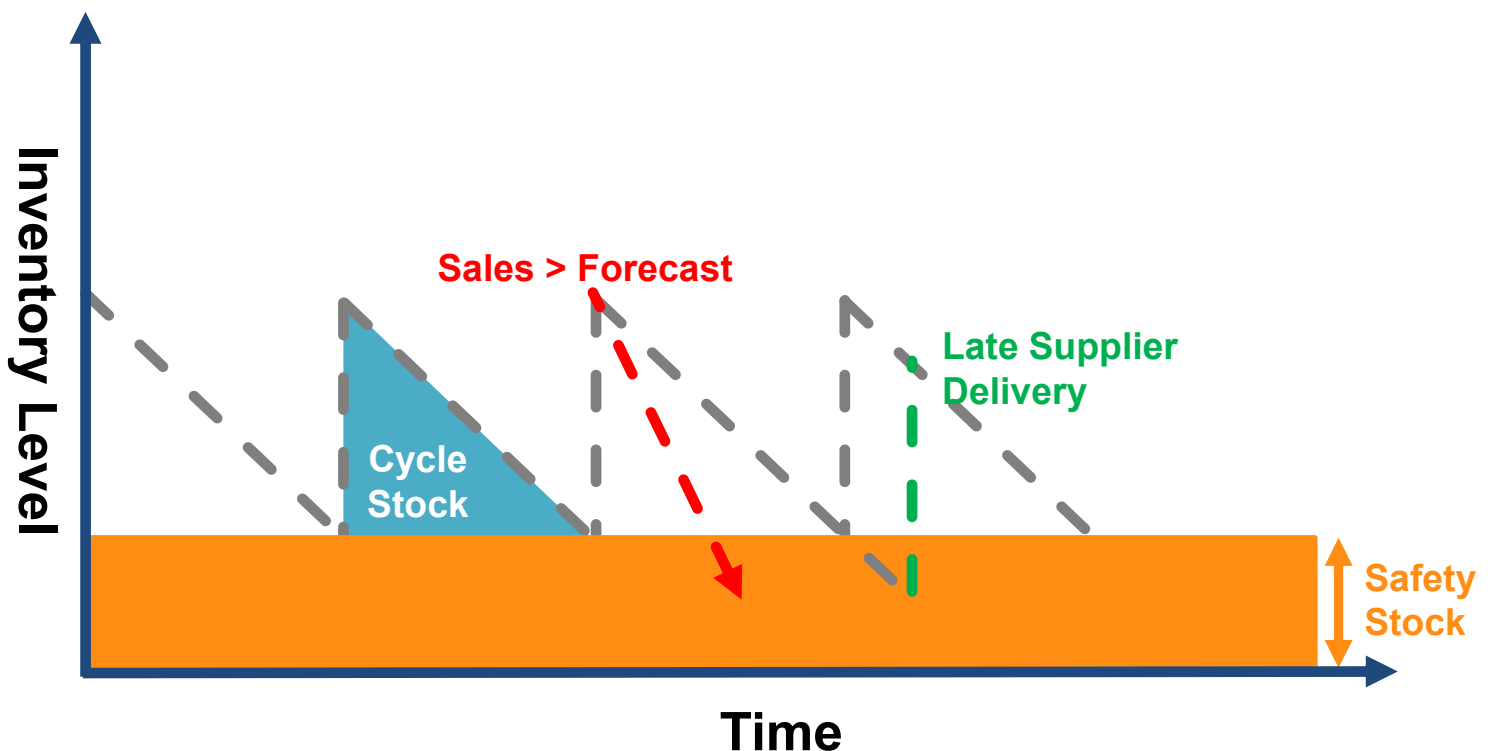 Inventory Level
Sales > Forecast
Late Supplier
Delivery
Cycle
Stock
Safety
Stock
Time